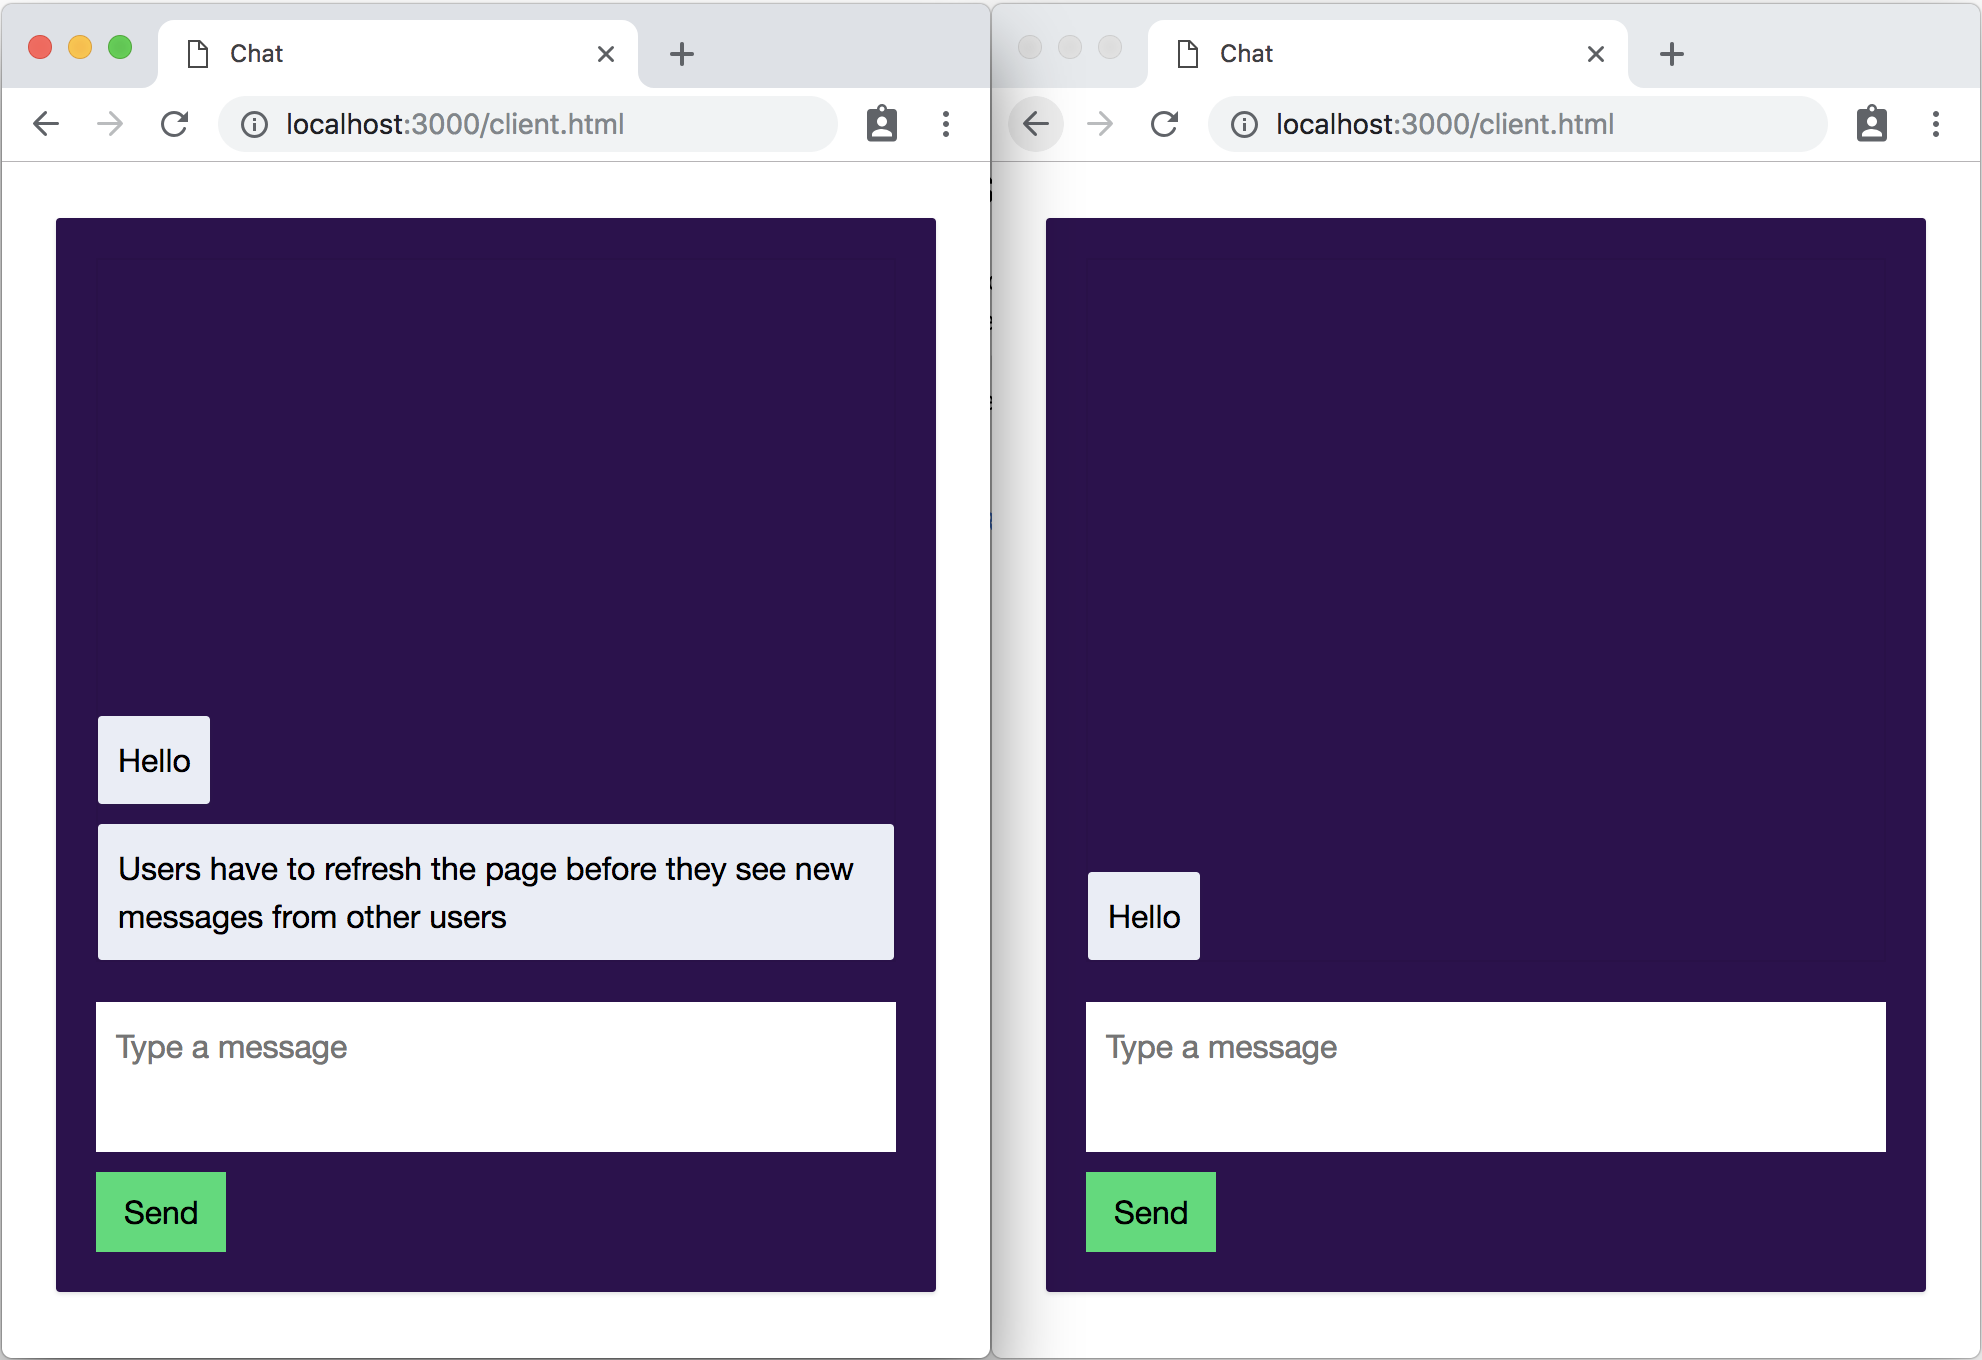 Chat
localhost:3000/client.html
Hello
Users have to refresh the page before they see new
messages from other users
Type a message
Send
Chat
localhost:3000/client.html
Hello
Type a message
Send